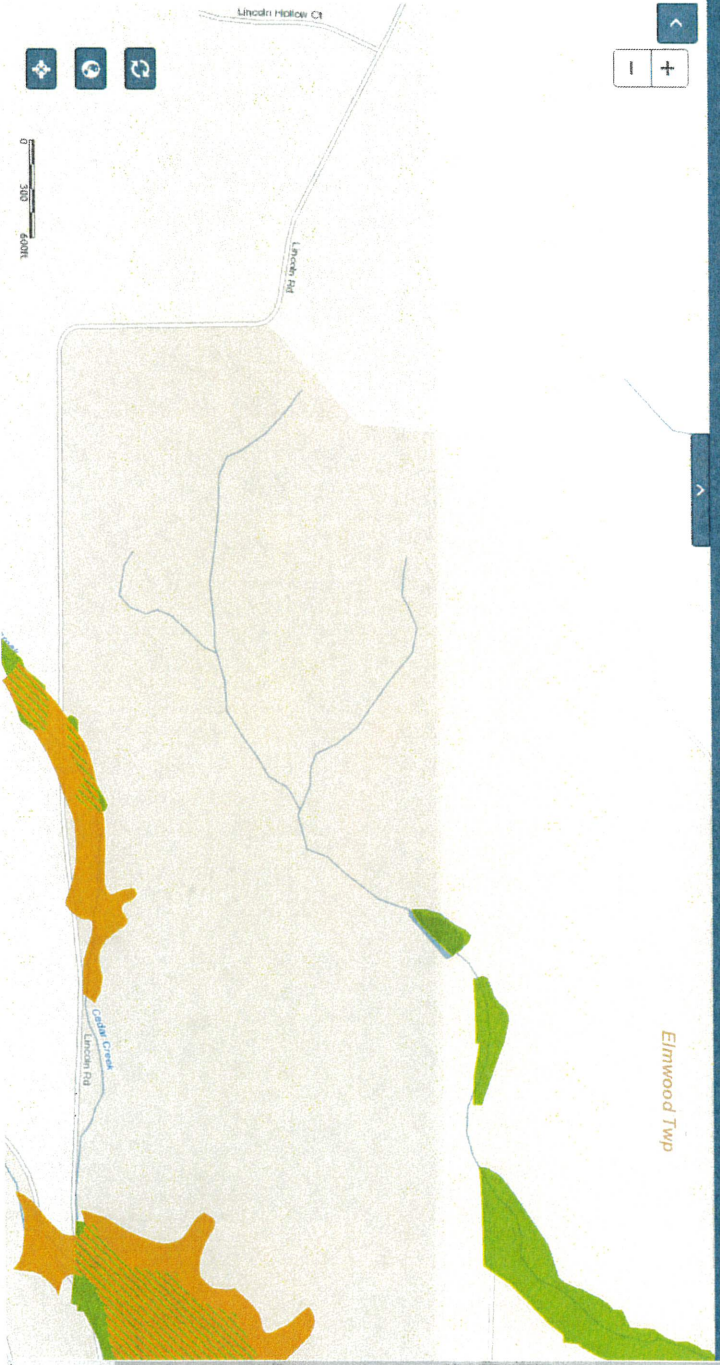 Elmwood Twp
Lincoln Hollow Ct
Lincoln Rd
Cedar Creek
Lincoln Rd
0 300 600ft
+
−